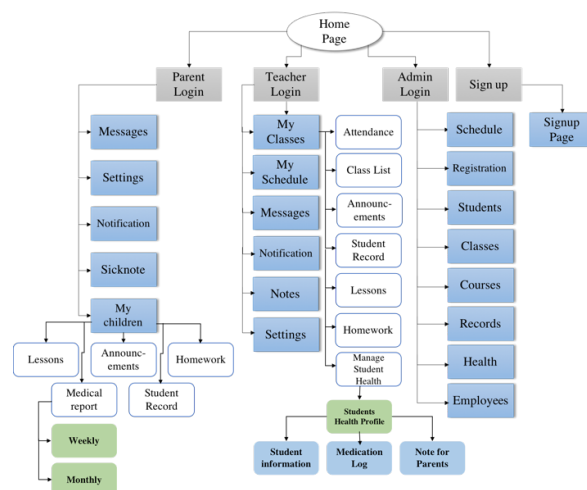 Home
Page
Parent
Login
Teacher
Login
Admin
Login
Sign up
Messages
Settings
Notification
Sicknote
My
children
Lessons
Announc-
ements
Homework
Medical
report
Student
Record
Weekly
Monthly
My
Classes
My
Schedule
Messages
Notification
Notes
Settings
Attendance
Class List
Announc-
ements
Student
Record
Lessons
Homework
Manage
Student
Health
Students
Health Profile
Student
information
Medication
Log
Note for
Parents
Schedule
Registration
Students
Classes
Courses
Records
Health
Employees
Signup
Page